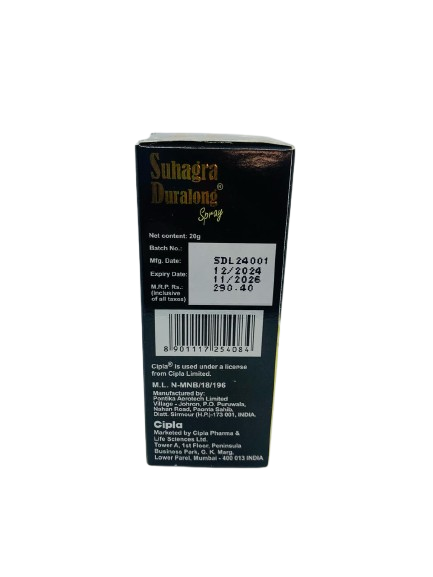 Suhagra
Duralong®
Spray
Net content: 20g
Batch No.: SDL24001
Mfg. Date: 12/2024
Expiry Date: 11/2026
M.R.P. Rs.: 290.40
(inclusive
of all taxes)
8 901117 254084
Cipla® is used under a license
from Cipla Limited.
M.L. N-MNB/18/196
Manufactured by:
Pontika Aerotech Limited
Village - Johron, P.O. Puruwala,
Nahan Road, Paonta Sahib,
Distt. Sirmour (H.P.)-173 001, INDIA.
Cipla
Marketed by Cipla Pharma &
Life Sciences Ltd.
Tower A, 1st Floor, Peninsula
Business Park, G. K. Marg,
Lower Parel, Mumbai - 400 013 INDIA